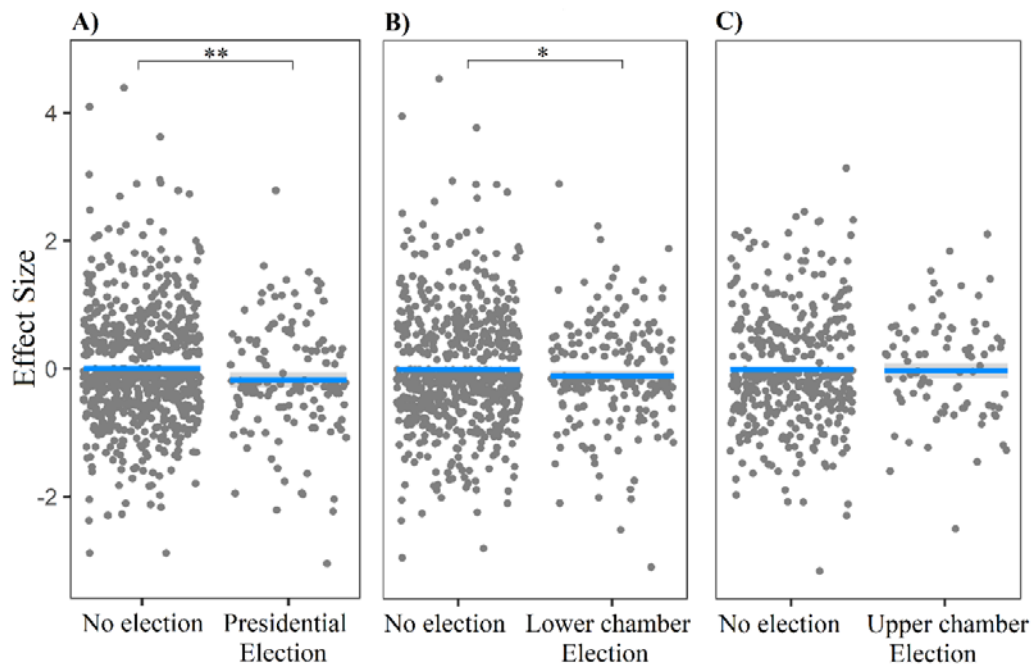 A)
B)
C)
**
*
Effect Size
4
2
0
-2
No election
Presidential
Election
No election
Lower chamber
Election
No election
Upper chamber
Election